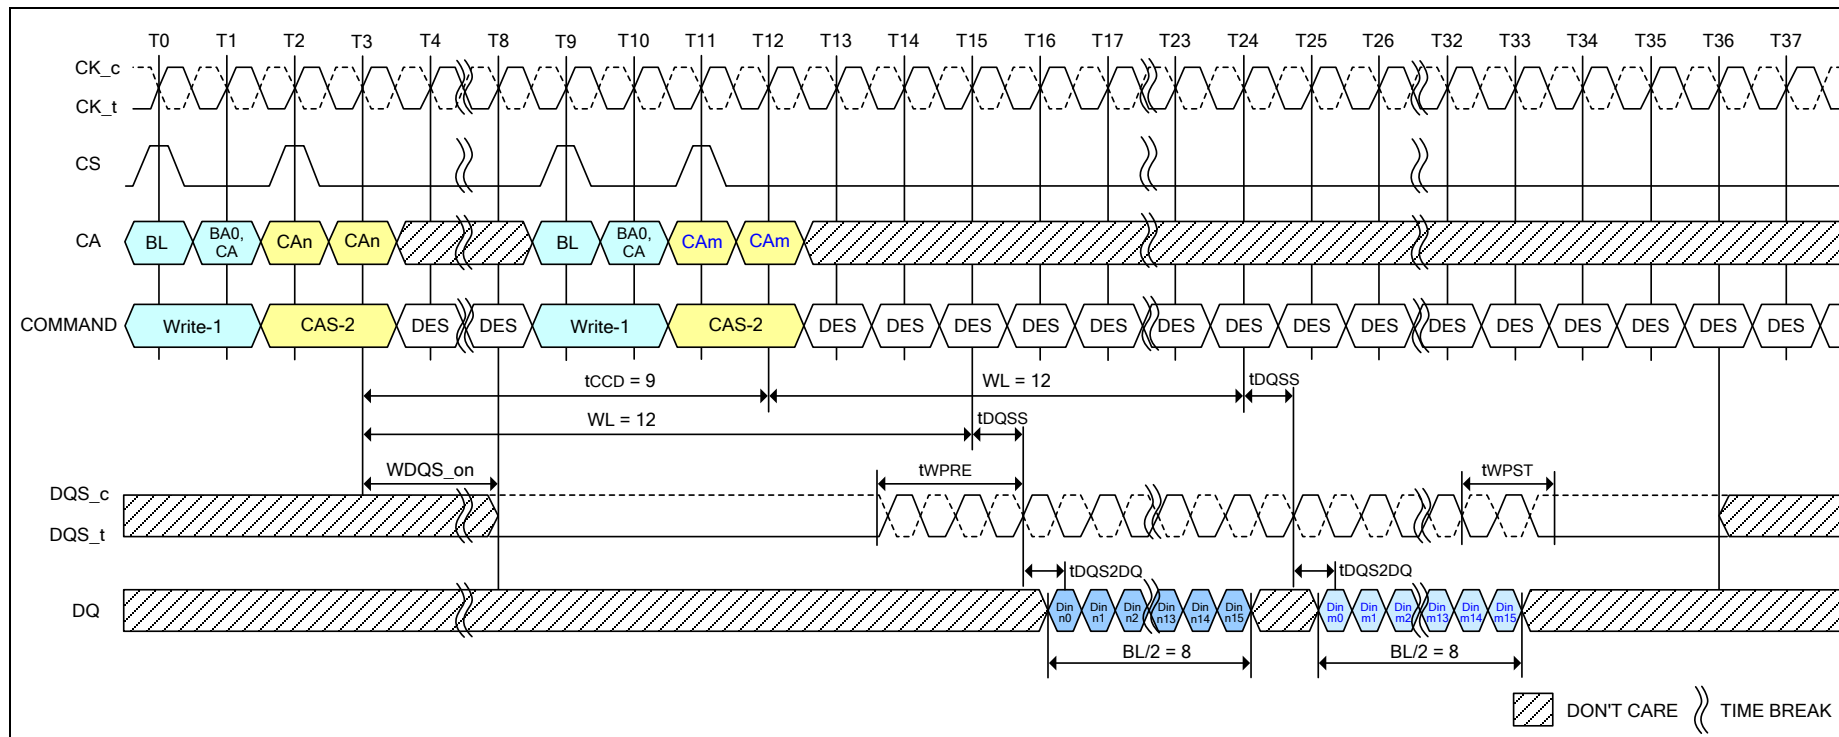 T0 T1 T2 T3 T4 T8 T9 T10 T11 T12 T13 T14 T15 T16 T17 T23 T24 T25 T26 T32 T33 T34 T35 T36 T37
CK_c
CK_t
CS
CA BL BA0, CA CAn CAn BL BA0, CA CAm CAm
COMMAND Write-1 CAS-2 DES DES Write-1 CAS-2 DES DES DES DES DES DES DES DES DES DES DES DES DES DES DES
tCCD = 9 WL = 12 tDQSS
WL = 12 tDQSS
WDQS_on tWPRE tWPST
DQS_c
DQS_t
tDQS2DQ tDQS2DQ
DQ Din n0 Din n1 Din n2 Din n13 Din n14 Din n15 Din m0 Din m1 Din m2 Din m13 Din m14 Din m15
BL/2 = 8 BL/2 = 8
DON'T CARE TIME BREAK